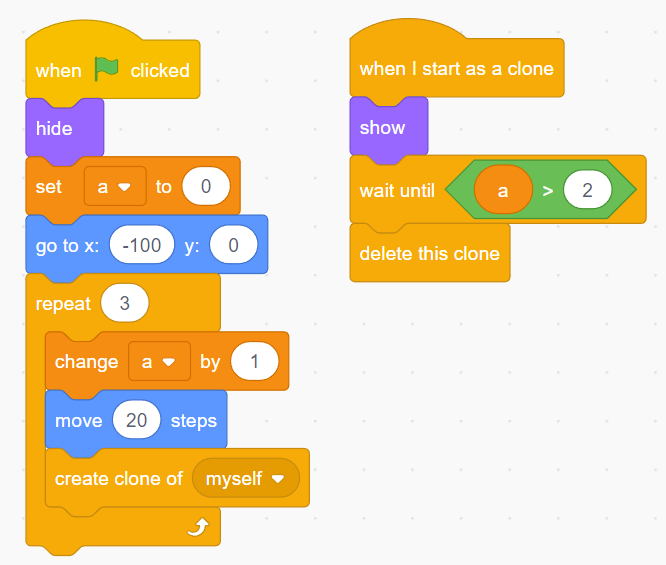 when clicked
hide
set a to 0
go to x: -100 y: 0
repeat 3
change a by 1
move 20 steps
create clone of myself
when I start as a clone
show
wait until a > 2
delete this clone